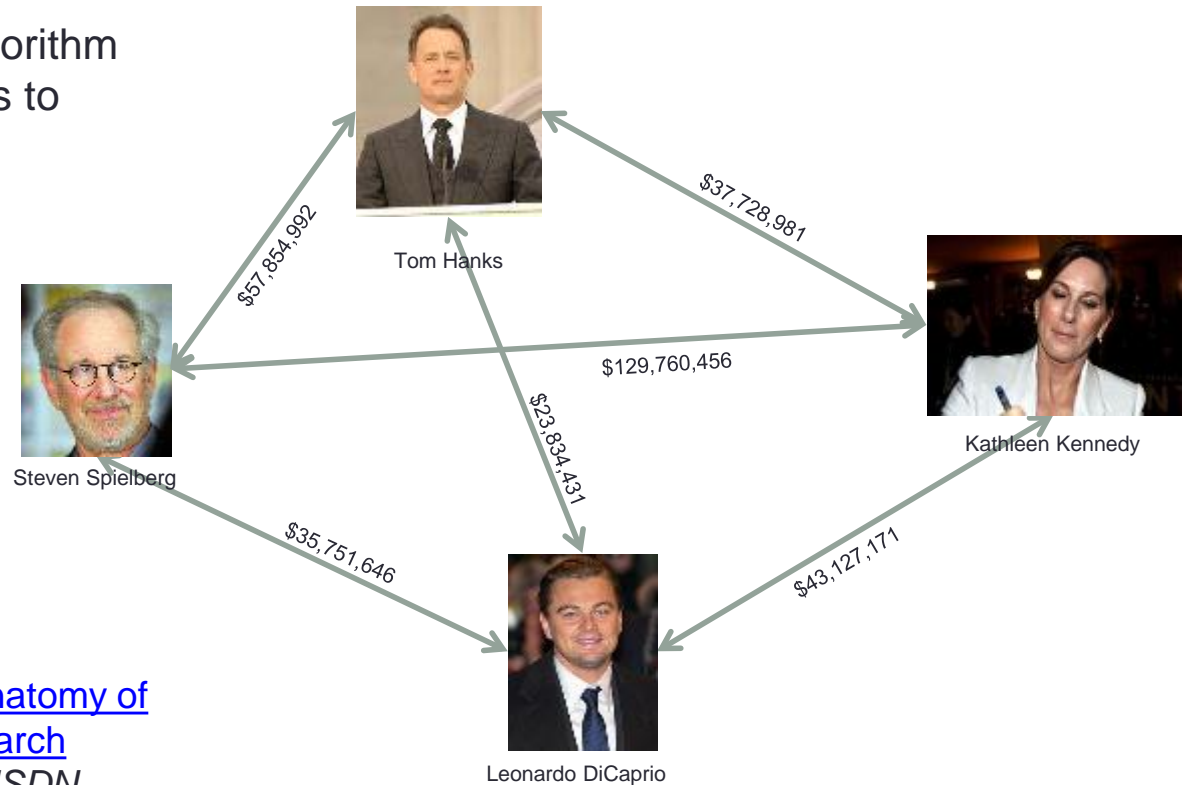 orithm
s to
$57,854,992
$37,728,981
Tom Hanks
$129,760,456
Kathleen Kennedy
$23,834,431
Steven Spielberg
$35,751,646
$43,127,171
natomy of
arch
ISDN
Leonardo DiCaprio